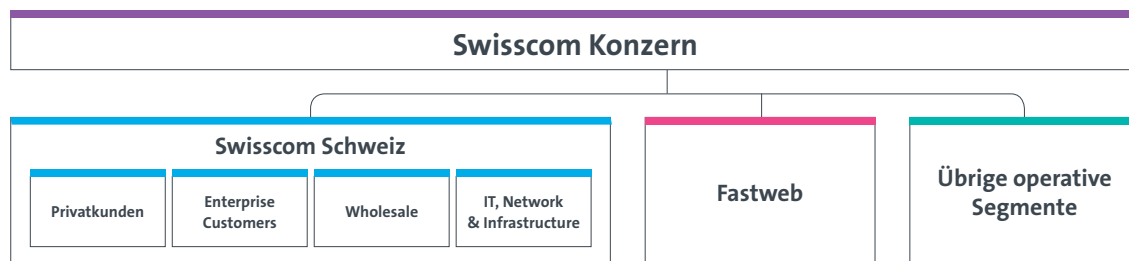 Swisscom Konzern
Swisscom Schweiz
Privatkunden
Enterprise
Customers
Wholesale
IT, Network
& Infrastructure
Fastweb
Übrige operative
Segmente